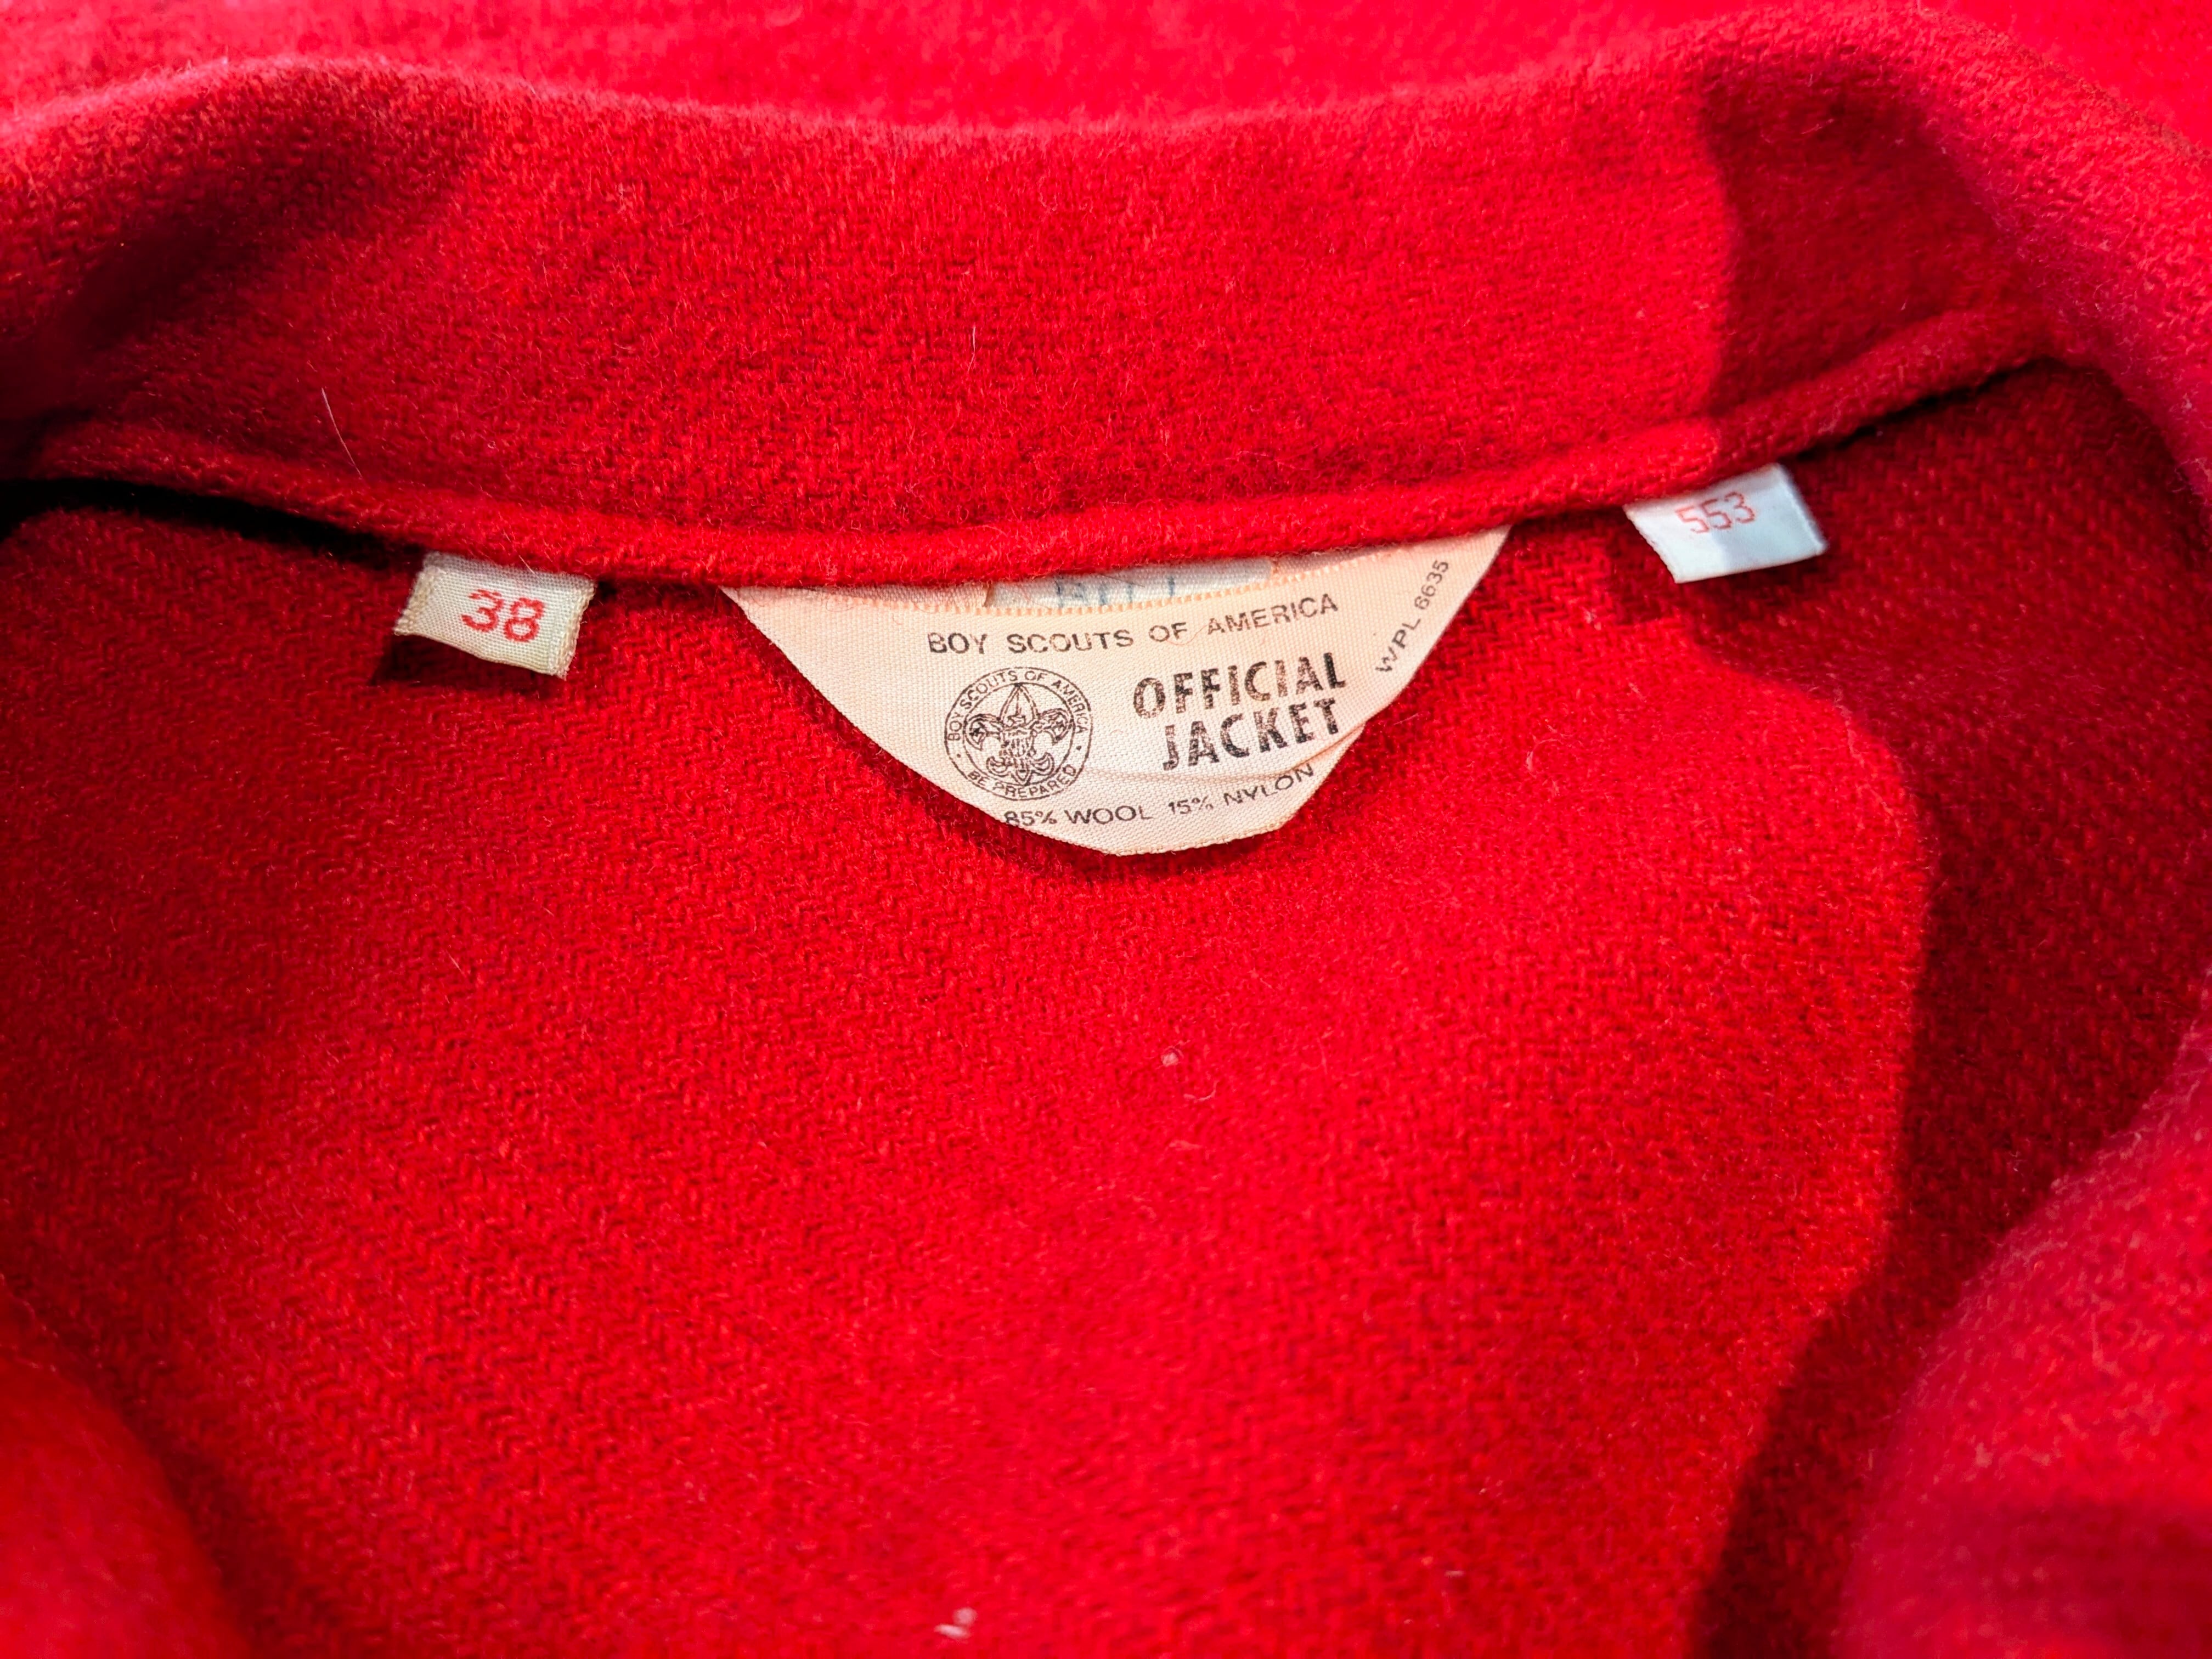 38
553
BOY SCOUTS OF AMERICA
WPL 6635
BOY SCOUTS OF AMERICA
BE PREPARED
OFFICIAL
JACKET
85% WOOL 15% NYLON